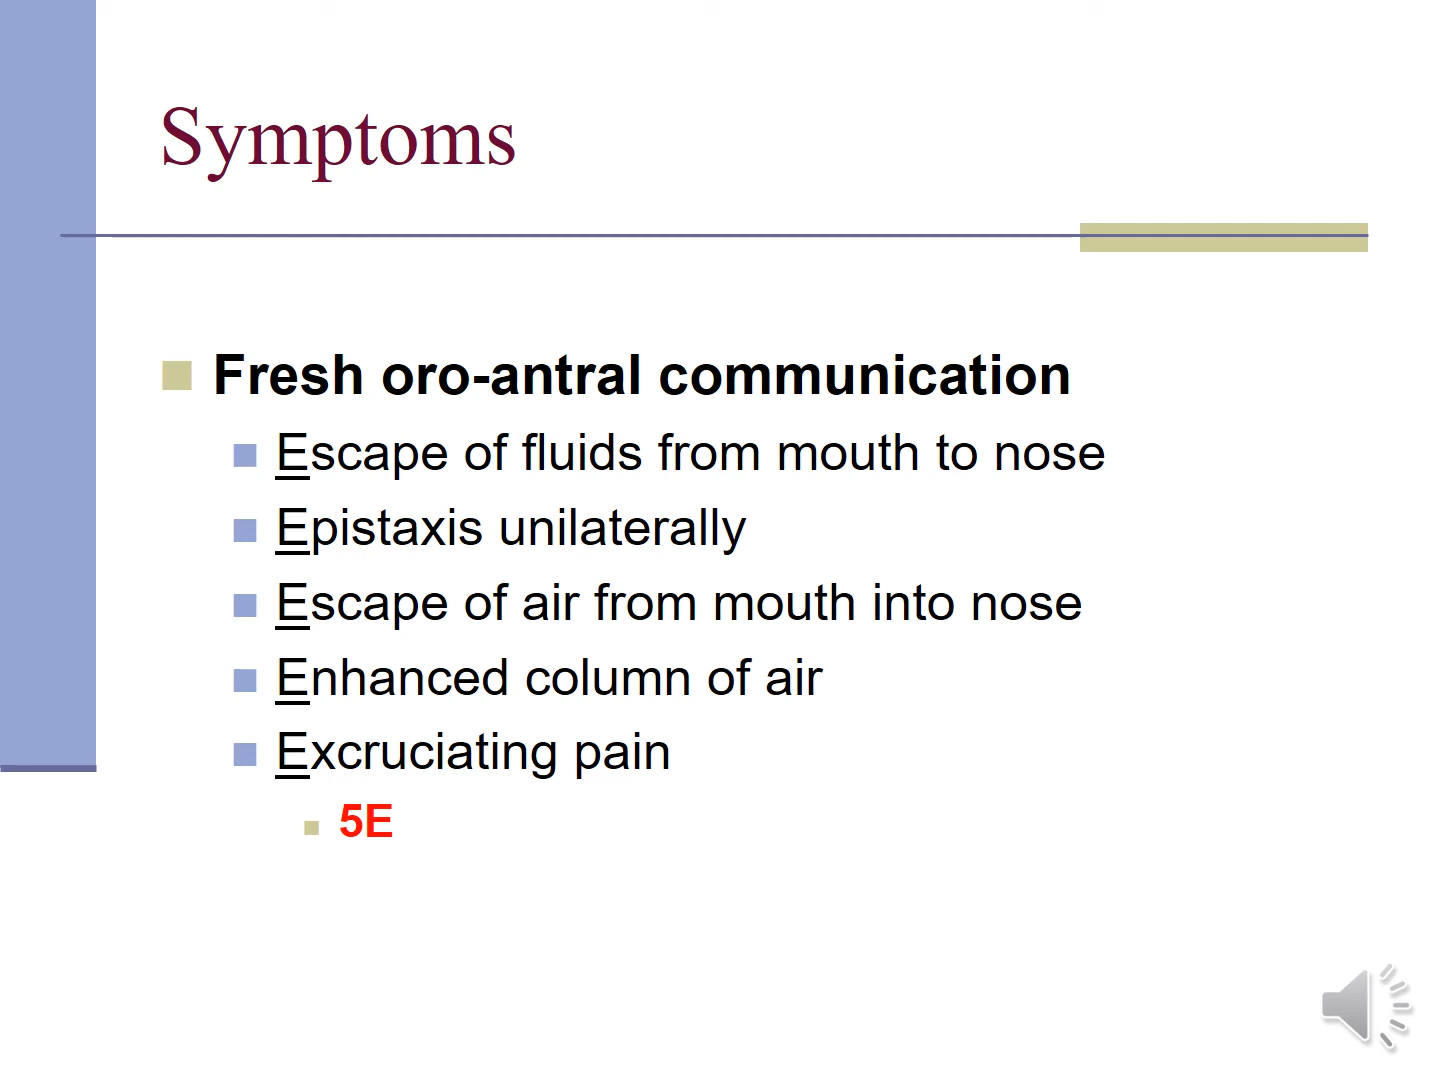 Symptoms
Fresh oro-antral communication
Escape of fluids from mouth to nose
Epistaxis unilaterally
Escape of air from mouth into nose
Enhanced column of air
Excruciating pain
5E